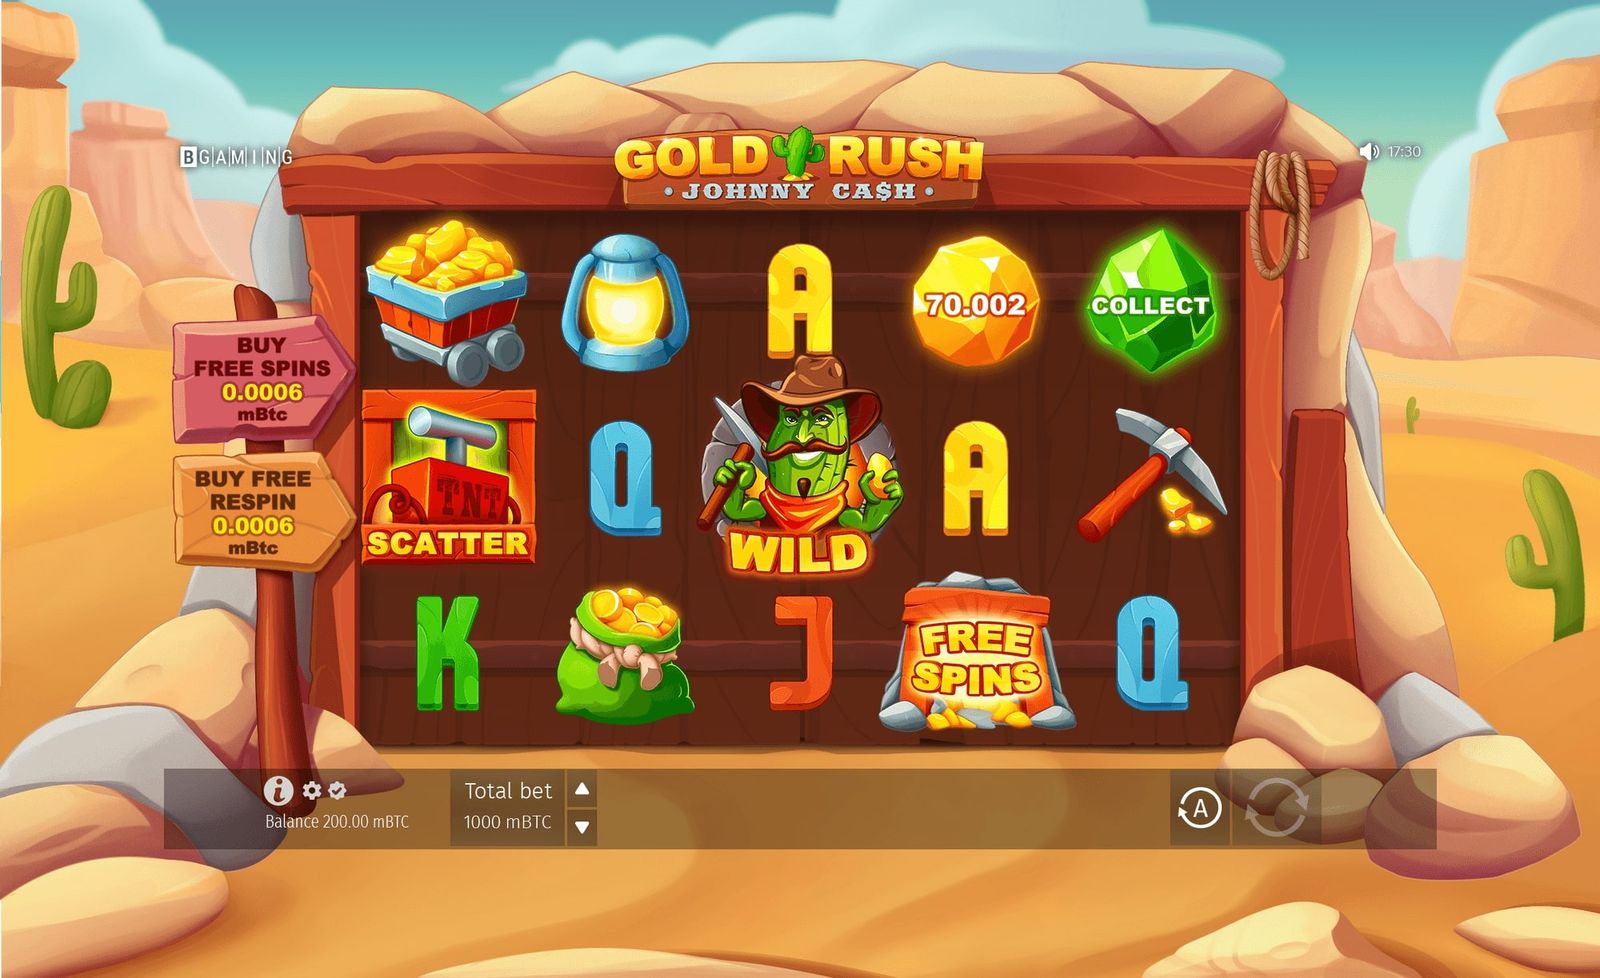 BGAMING
GOLD RUSH
• JOHNNY CA$H •
17:30
A
70.002
COLLECT
BUY
FREE SPINS
0.0006
mBtc
BUY FREE
RESPIN
0.0006
mBtc
TNT
SCATTER
Q
WILD
A
K
J
FREE
SPINS
Q
i
Balance 200.00 mBTC
Total bet
1000 mBTC
A